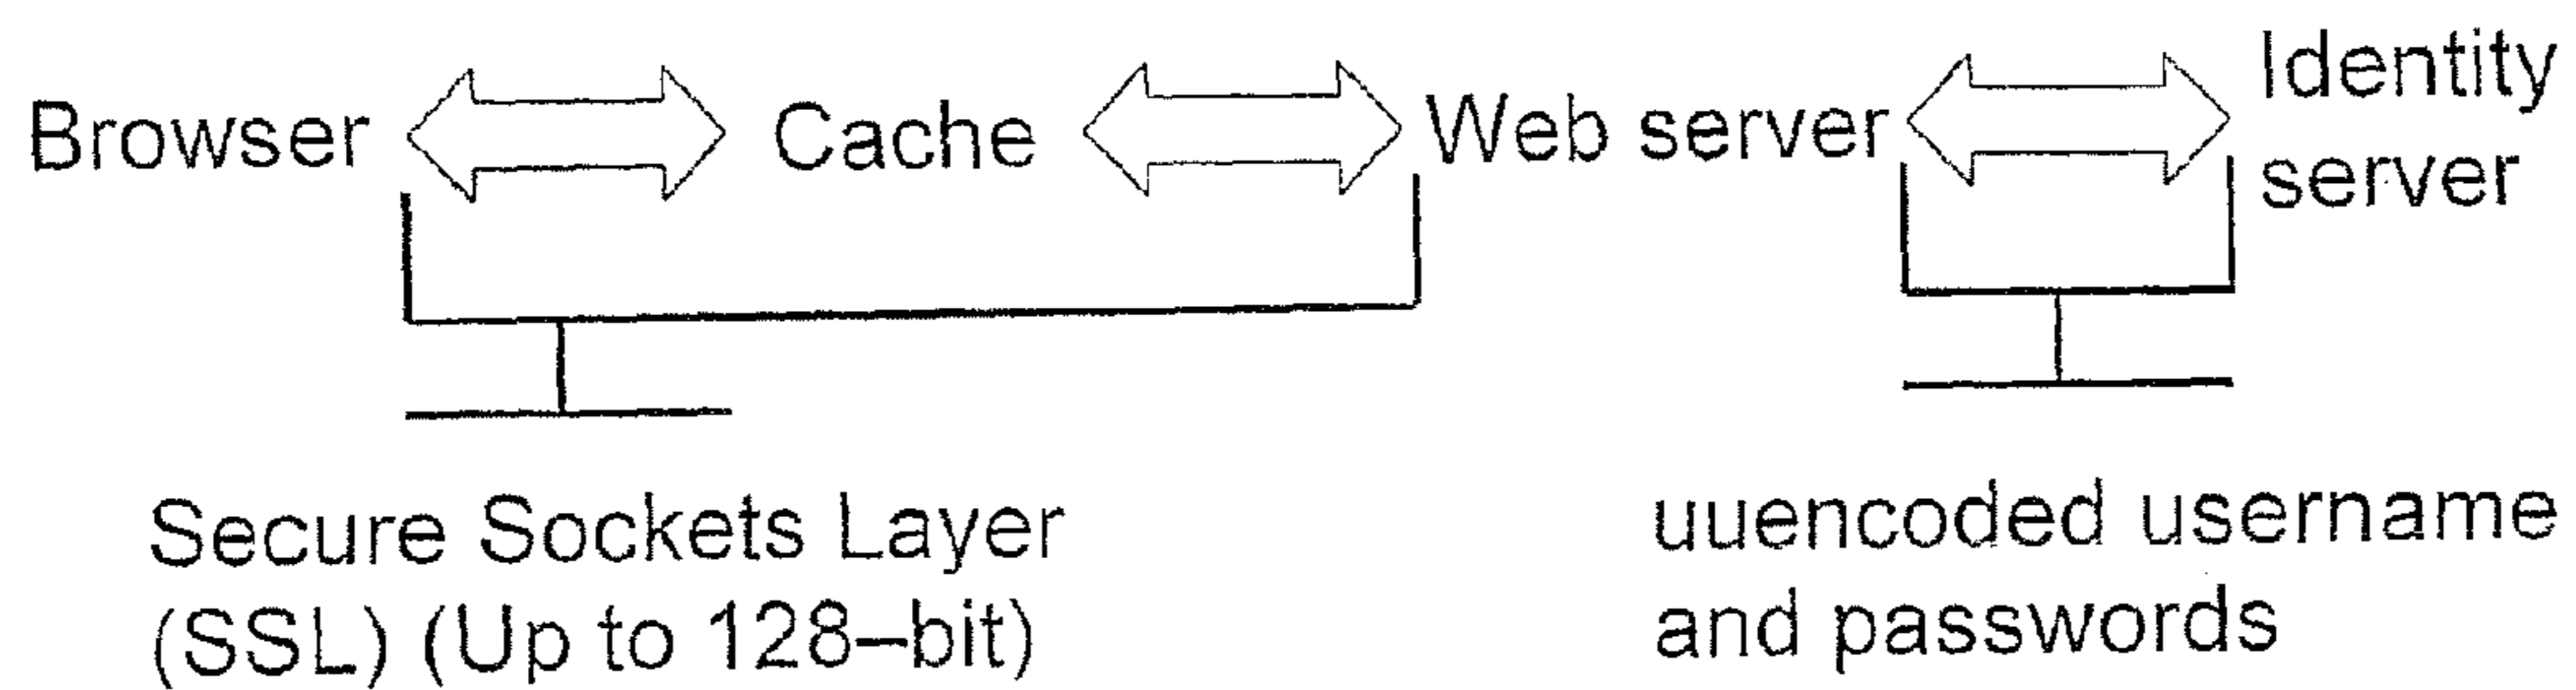 Browser Cache Web server Identity
server
Secure Sockets Layer
(SSL) (Up to 128–bit)
uuencoded username
and passwords